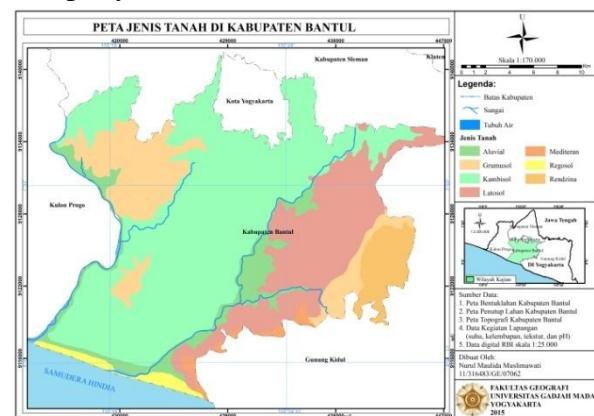 PETA JENIS TANAH DI KABUPATEN BANTUL
U
Skala 1:170.000
Legenda:
Batas Kabupaten
Sungai
Tubuh Air
Jenis Tanah
Aluvial
Grumusol
Kambisol
Latosol
Mediteran
Regosol
Rendzina
Kabupaten Sleman
Klaten
Kota Yogyakarta
Kulon Progo
Kabupaten Bantul
Gunung Kidul
SAMUDERA HINDIA
Jawa Tengah
DI Yogyakarta
Wilayah Kajian
Sumber Data:
1. Peta Bentuklahan Kabupaten Bantul
2. Peta Penutup Lahan Kabupaten Bantul
3. Peta Topografi Kabupaten Bantul
4. Data Kegiatan Lapangan
(suhu, kelembapan, tekstur, dan pH)
5. Data digital RBI skala 1:25.000
Dibuat Oleh:
Nurul Maulida Muslimawati
11/316483/GE/07062
FAKULTAS GEOGRAFI
UNIVERSITAS GADJAH MADA
YOGYAKARTA
2015